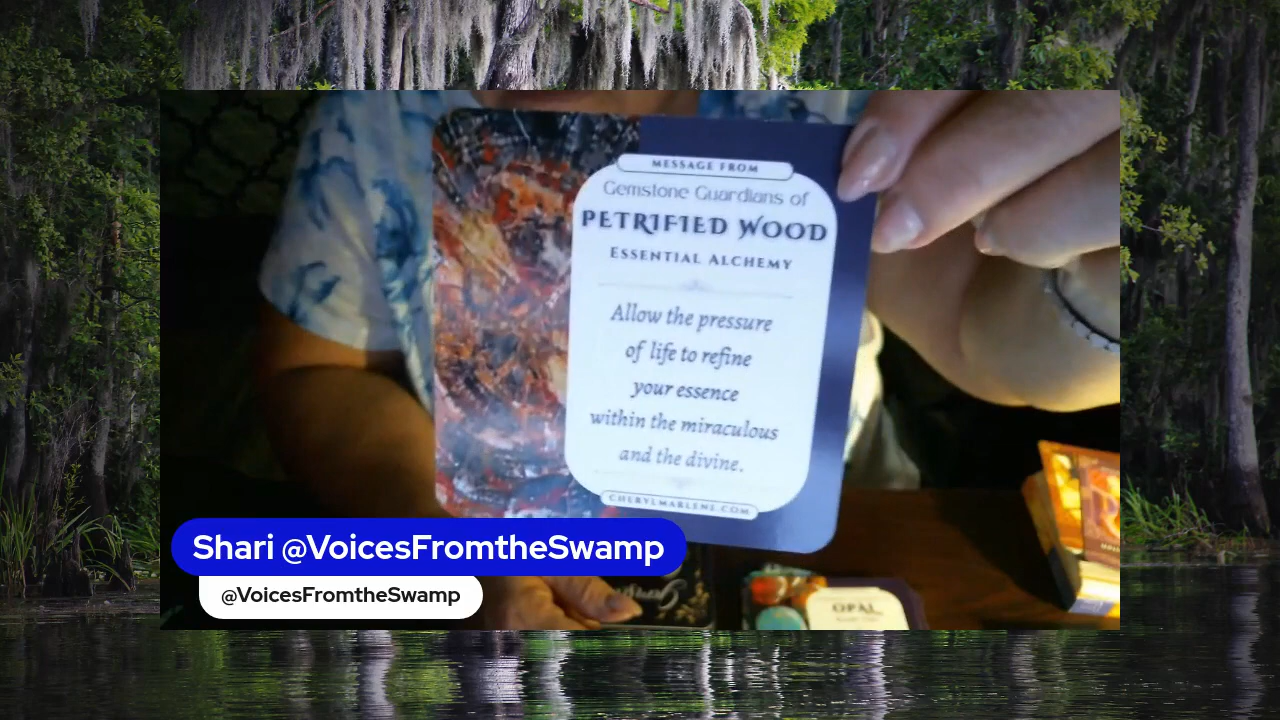 MESSAGE FROM
Gemstone Guardians of
PETRIFIED WOOD
ESSENTIAL ALCHEMY
Allow the pressure
of life to refine
your essence
within the miraculous
and the divine.
CHERYLMARLENE.COM
Shari @VoicesFromtheSwamp
@VoicesFromtheSwamp
OPAL